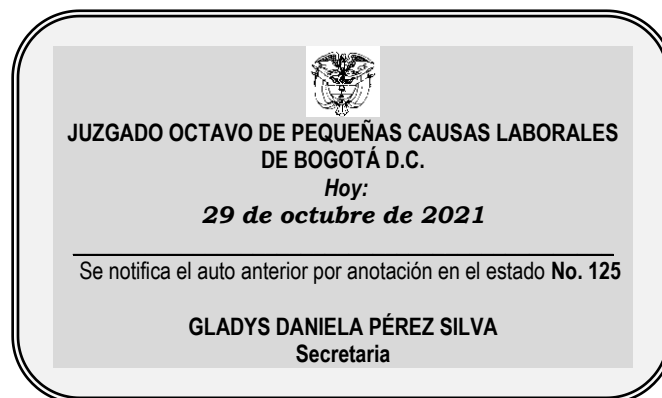 JUZGADO OCTAVO DE PEQUEÑAS CAUSAS LABORALES
DE BOGOTÁ D.C.
Hoy:
29 de octubre de 2021
Se notifica el auto anterior por anotación en el estado No. 125
GLADYS DANIELA PÉREZ SILVA
Secretaria